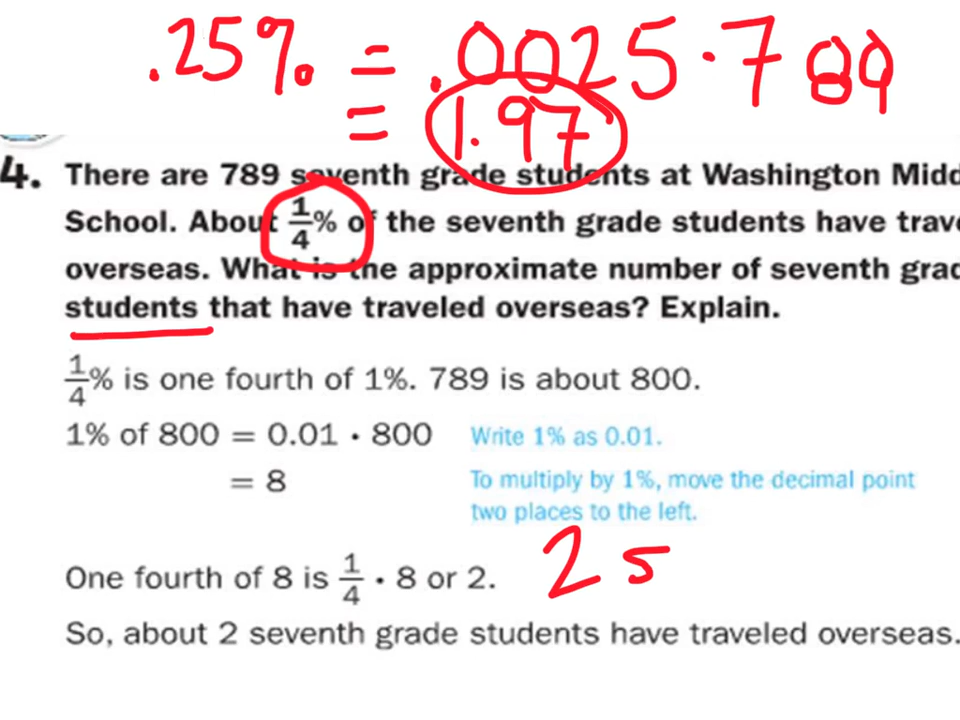 .25% = .0025·789
= 1.97
4. There are 789 seventh grade students at Washington Midd
School. About 1/4% of the seventh grade students have trave
overseas. What is the approximate number of seventh grad
students that have traveled overseas? Explain.
1/4% is one fourth of 1%. 789 is about 800.
1% of 800 = 0.01 · 800 Write 1% as 0.01.
= 8 To multiply by 1%, move the decimal point
two places to the left.
2 s
One fourth of 8 is 1/4 · 8 or 2.
So, about 2 seventh grade students have traveled overseas.